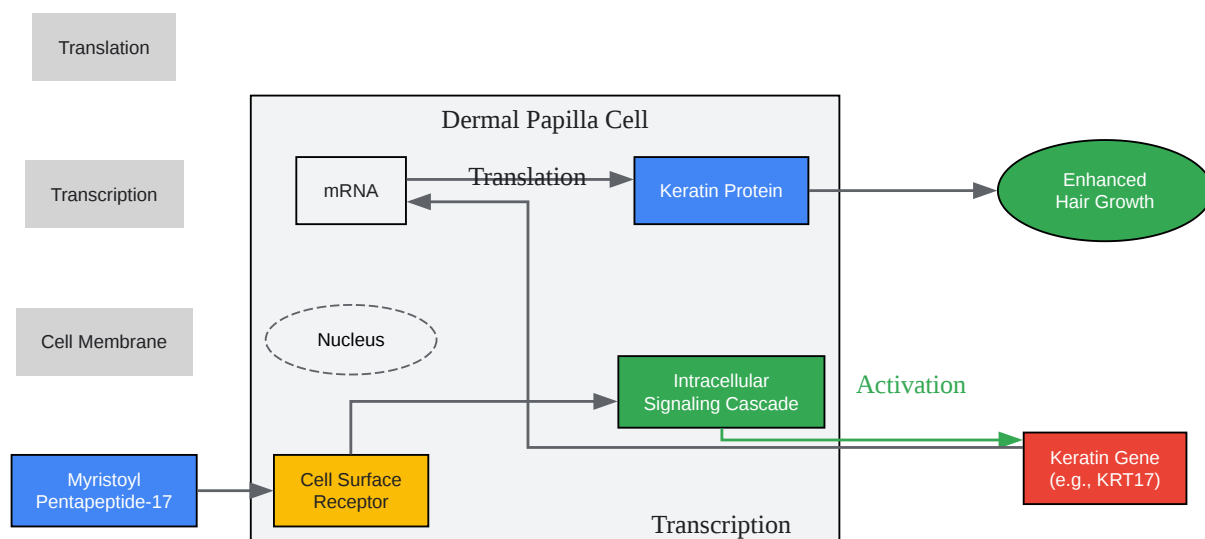 Translation
Dermal Papilla Cell
Transcription
mRNA
Translation
Keratin Protein
Enhanced
Hair Growth
Cell Membrane
Nucleus
Intracellular
Signaling Cascade
Activation
Myristoyl
Pentapeptide-17
Cell Surface
Receptor
Keratin Gene
(e.g., KRT17)
Transcription